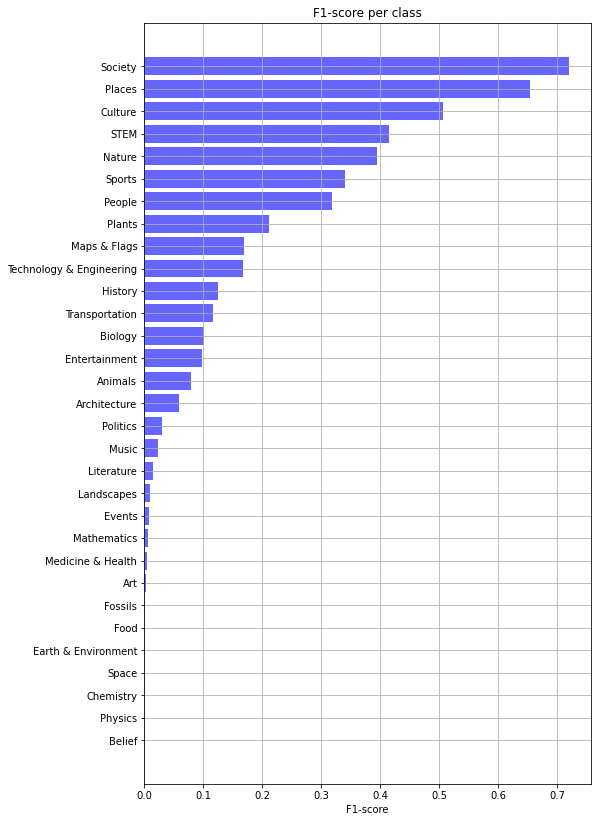 F1-score per class
Society
Places
Culture
STEM
Nature
Sports
People
Plants
Maps & Flags
Technology & Engineering
History
Transportation
Biology
Entertainment
Animals
Architecture
Politics
Music
Literature
Landscapes
Events
Mathematics
Medicine & Health
Art
Fossils
Food
Earth & Environment
Space
Chemistry
Physics
Belief
0.0 0.1 0.2 0.3 0.4 0.5 0.6 0.7
F1-score